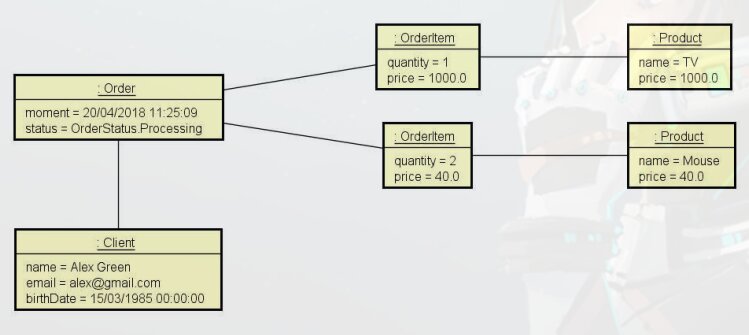 : Order
moment = 20/04/2018 11:25:09
status = OrderStatus.Processing
: OrderItem
quantity = 1
price = 1000.0
: Product
name = TV
price = 1000.0
: OrderItem
quantity = 2
price = 40.0
: Product
name = Mouse
price = 40.0
: Client
name = Alex Green
email = alex@gmail.com
birthDate = 15/03/1985 00:00:00